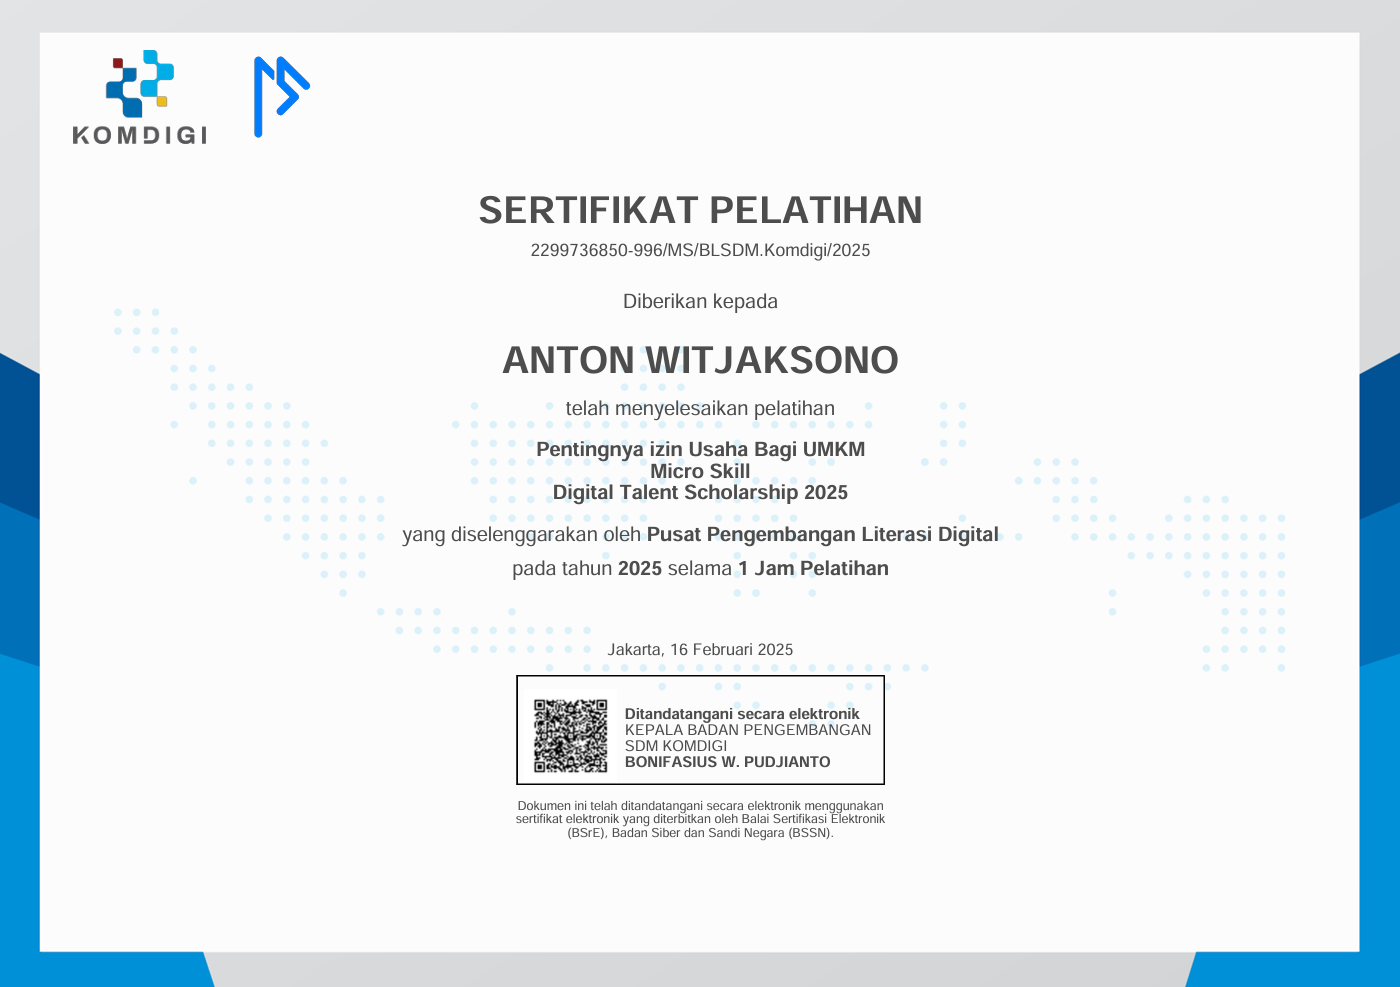 KOMDIGI
SERTIFIKAT PELATIHAN
2299736850-996/MS/BLSDM.Komdigi/2025
Diberikan kepada
ANTON WITJAKSONO
telah menyelesaikan pelatihan
Pentingnya izin Usaha Bagi UMKM
Micro Skill
Digital Talent Scholarship 2025
yang diselenggarakan oleh Pusat Pengembangan Literasi Digital
pada tahun 2025 selama 1 Jam Pelatihan
Jakarta, 16 Februari 2025
Ditandatangani secara elektronik
KEPALA BADAN PENGEMBANGAN
SDM KOMDIGI
BONIFASIUS W. PUDJIANTO
Dokumen ini telah ditandatangani secara elektronik menggunakan
sertifikat elektronik yang diterbitkan oleh Balai Sertifikasi Elektronik
(BSrE), Badan Siber dan Sandi Negara (BSSN).